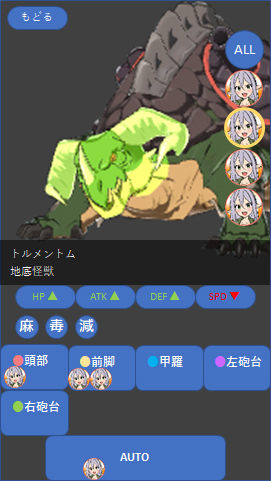 もどる
ALL
トルメントム
地底怪獣
HP ▲ ATK ▲ DEF ▲ SPD ▼
麻 毒 減
頭部 前脚 甲羅 左砲台
右砲台
AUTO